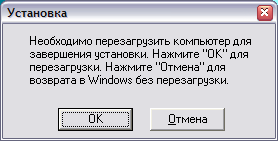 Установка
Необходимо перезагрузить компьютер для
завершения установки. Нажмите "OK" для
перезагрузки. Нажмите "Отмена" для
возврата в Windows без перезагрузки.
OK
Отмена